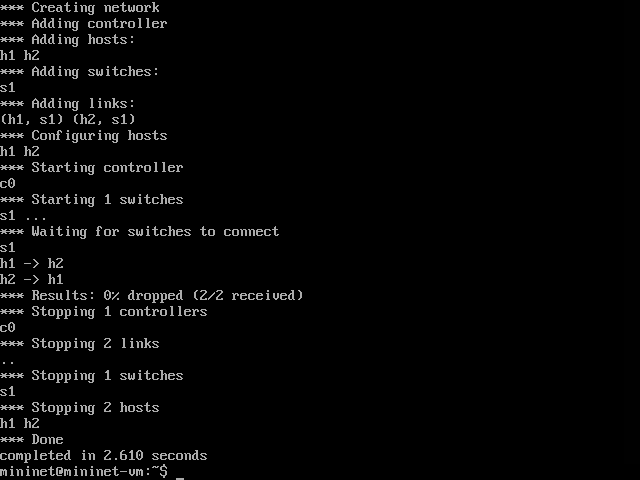 *** Creating network
*** Adding controller
*** Adding hosts:
h1 h2
*** Adding switches:
s1
*** Adding links:
(h1, s1) (h2, s1)
*** Configuring hosts
h1 h2
*** Starting controller
c0
*** Starting 1 switches
s1 ...
*** Waiting for switches to connect
s1
h1 -> h2
h2 -> h1
*** Results: 0% dropped (2/2 received)
*** Stopping 1 controllers
c0
*** Stopping 2 links
..
*** Stopping 1 switches
s1
*** Stopping 2 hosts
h1 h2
*** Done
completed in 2.610 seconds
mininet@mininet-vm:~$ _